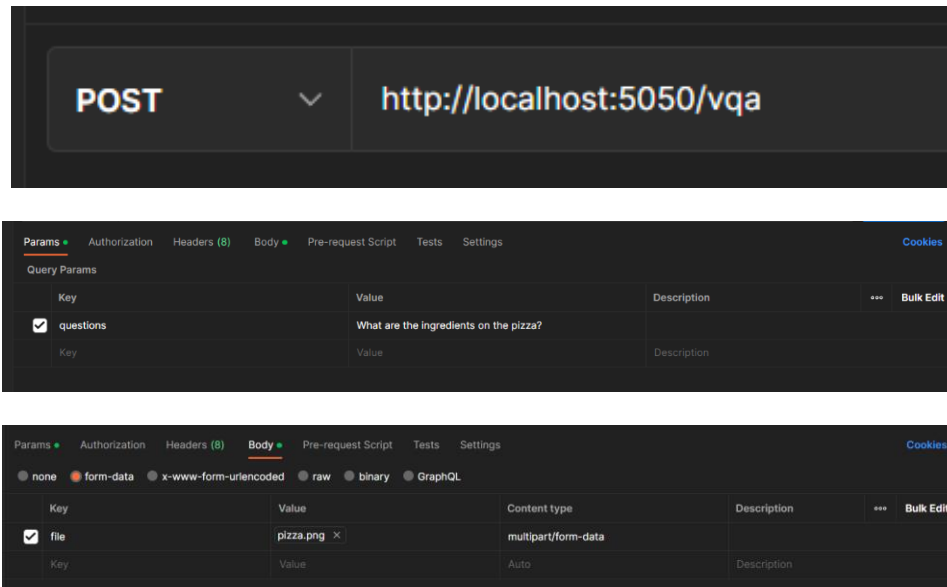 POST http://localhost:5050/vqa
Params Authorization Headers (8) Body Pre-request Script Tests Settings Cookies
Query Params
Key Value Description ooo Bulk Edit
questions What are the ingredients on the pizza?
Key Value Description
Params Authorization Headers (8) Body Pre-request Script Tests Settings Cookies
none form-data x-www-form-urlencoded raw binary GraphQL
Key Value Content type Description ooo Bulk Edit
file pizza.png × multipart/form-data
Key Value Auto Description